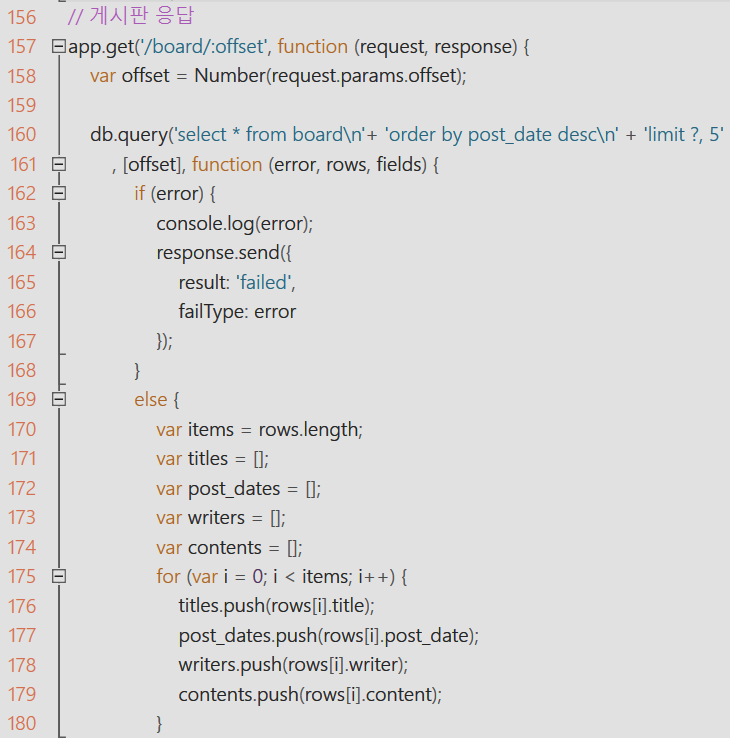 156 // 게시판 응답
157 app.get('/board/:offset', function (request, response) {
158 var offset = Number(request.params.offset);
159
160 db.query('select * from board\n'+ 'order by post_date desc\n' + 'limit ?, 5'
161 , [offset], function (error, rows, fields) {
162 if (error) {
163 console.log(error);
164 response.send({
165 result: 'failed',
166 failType: error
167 });
168 }
169 else {
170 var items = rows.length;
171 var titles = [];
172 var post_dates = [];
173 var writers = [];
174 var contents = [];
175 for (var i = 0; i < items; i++) {
176 titles.push(rows[i].title);
177 post_dates.push(rows[i].post_date);
178 writers.push(rows[i].writer);
179 contents.push(rows[i].content);
180 }